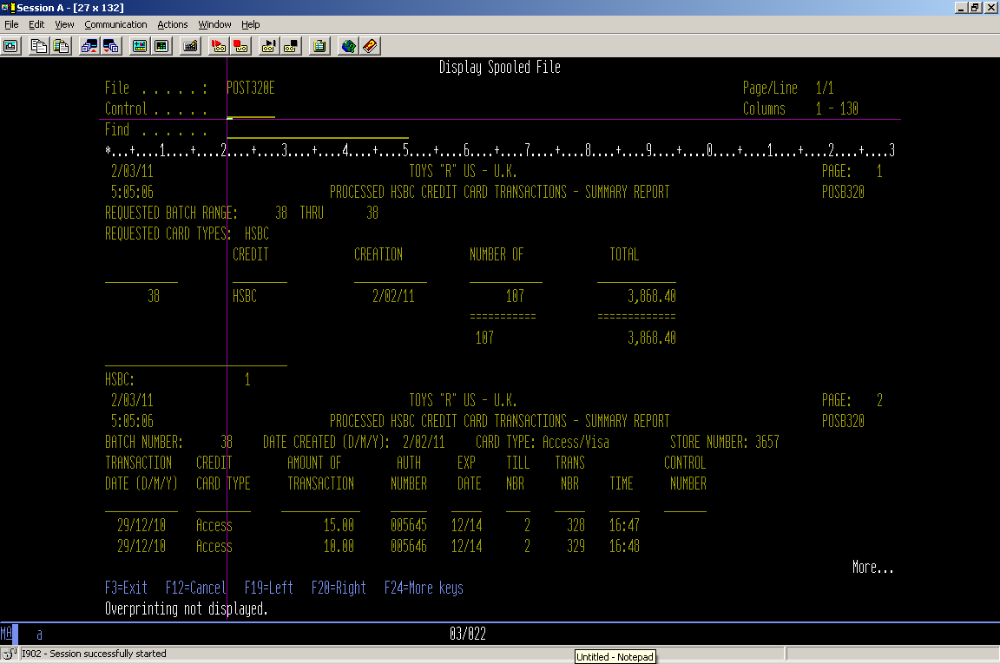 Session A - [27 x 132]
File Edit View Communication Actions Window Help
Display Spooled File
File . . . . . : POST320E Page/Line 1/1
Control . . . . . Columns 1 - 130
Find . . . . . .
*...+....1....+....2....+....3....+....4....+....5....+....6....+....7....+....8....+....9....+....0....+....1....+....2....+....3
2/03/11 TOYS "R" US - U.K. PAGE: 1
5:05:06 PROCESSED HSBC CREDIT CARD TRANSACTIONS - SUMMARY REPORT POSB320
REQUESTED BATCH RANGE: 38 THRU 38
REQUESTED CARD TYPES: HSBC
CREDIT CREATION NUMBER OF TOTAL
38 HSBC 2/02/11 107 3,868.40
=========== =============
107 3,868.40
HSBC: 1
2/03/11 TOYS "R" US - U.K. PAGE: 2
5:05:06 PROCESSED HSBC CREDIT CARD TRANSACTIONS - SUMMARY REPORT POSB320
BATCH NUMBER: 38 DATE CREATED (D/M/Y): 2/02/11 CARD TYPE: Access/Visa STORE NUMBER: 3657
TRANSACTION CREDIT AMOUNT OF AUTH EXP TILL TRANS CONTROL
DATE (D/M/Y) CARD TYPE TRANSACTION NUMBER DATE NBR NBR TIME NUMBER
29/12/10 Access 15.00 005645 12/14 2 328 16:47
29/12/10 Access 10.00 005646 12/14 2 329 16:48
More...
F3=Exit F12=Cancel F19=Left F20=Right F24=More keys
Overprinting not displayed.
MA a 03/022
I902 - Session successfully started
Untitled - Notepad